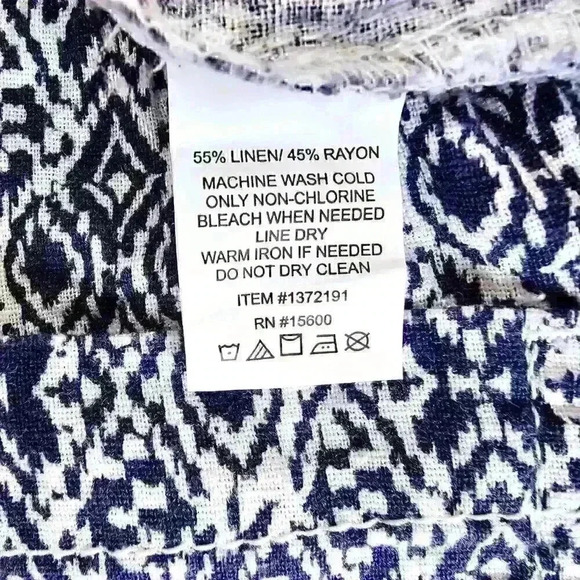 55% LINEN/ 45% RAYON
MACHINE WASH COLD
ONLY NON-CHLORINE
BLEACH WHEN NEEDED
LINE DRY
WARM IRON IF NEEDED
DO NOT DRY CLEAN
ITEM #1372191
RN #15600